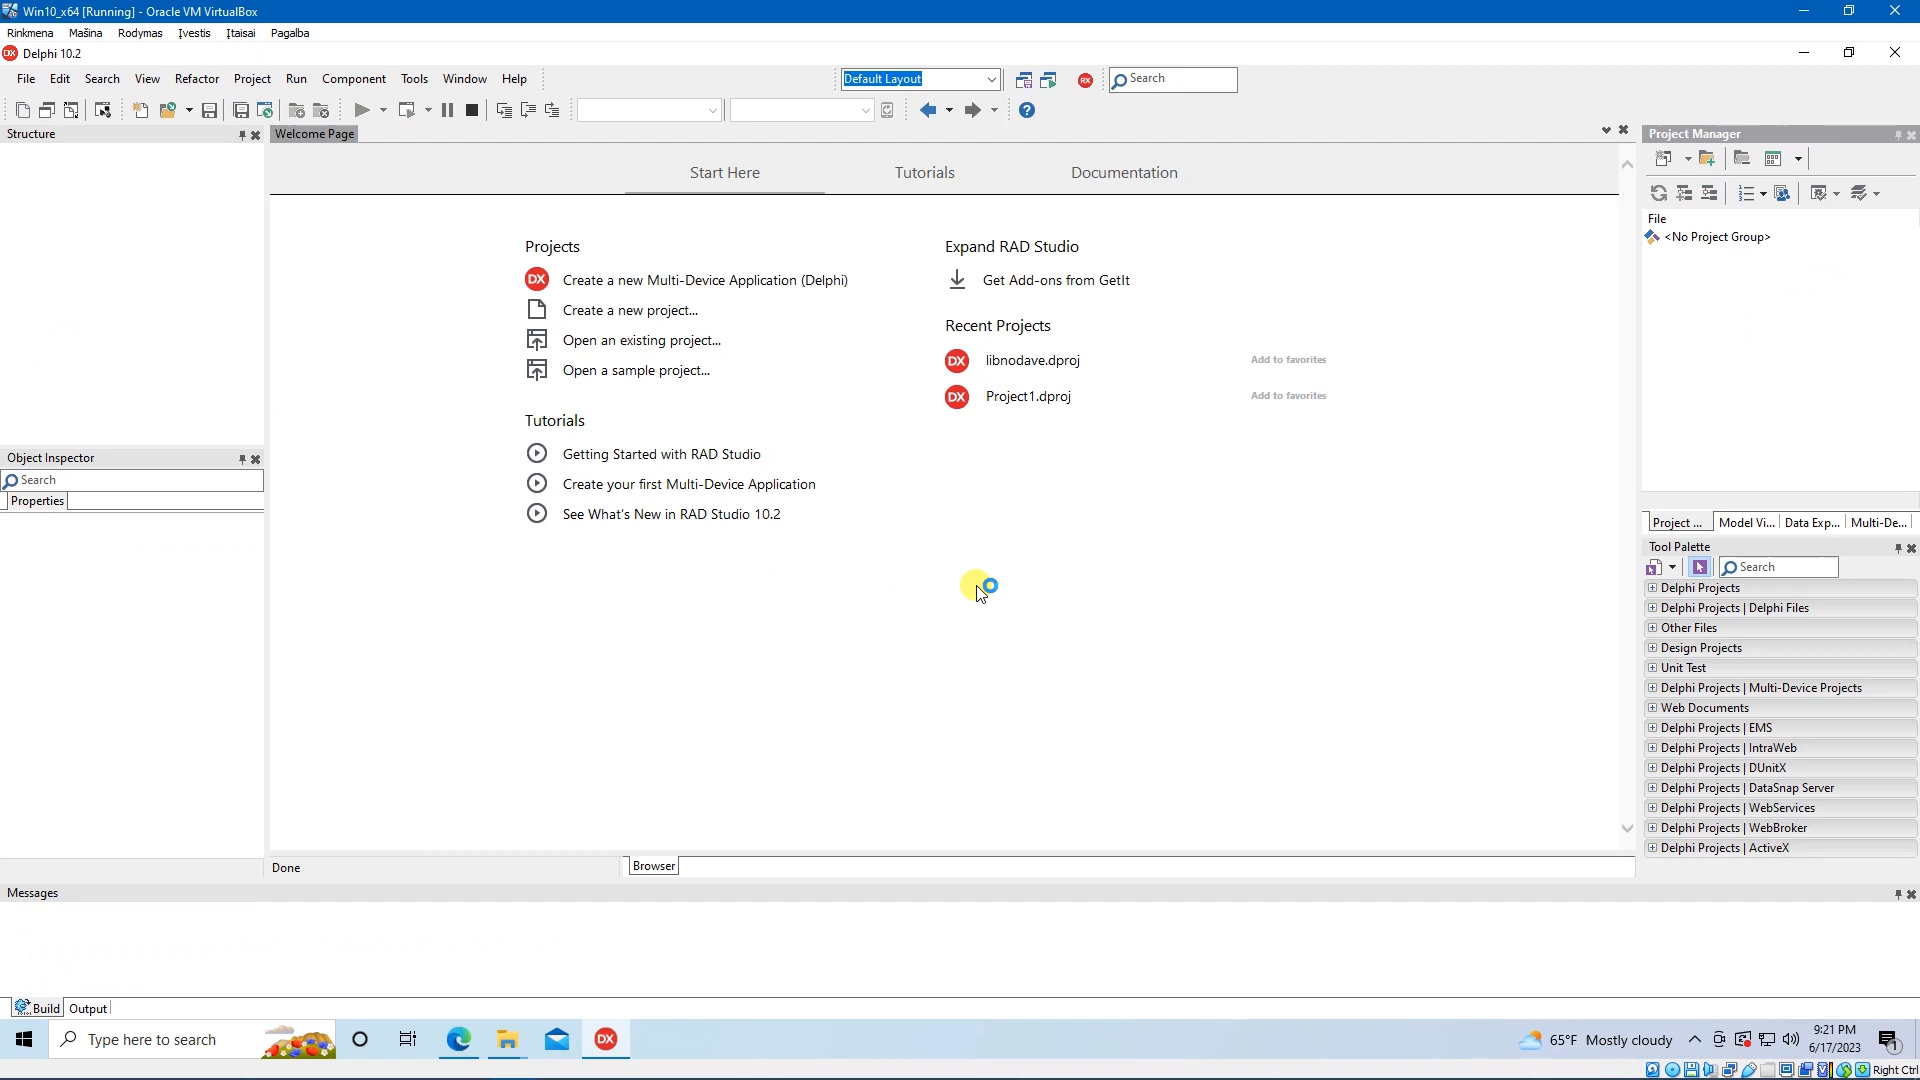 Win10_x64 [Running] - Oracle VM VirtualBox
Rinkmena Mašina Rodymas Įvestis Įtaisai Pagalba
DX Delphi 10.2
File Edit Search View Refactor Project Run Component Tools Window Help Default Layout RX Search
Structure
Welcome Page
Project Manager
Start Here Tutorials Documentation
File
<No Project Group>
Projects
DX Create a new Multi-Device Application (Delphi)
Create a new project...
Open an existing project...
Open a sample project...
Tutorials
Getting Started with RAD Studio
Create your first Multi-Device Application
See What's New in RAD Studio 10.2
Expand RAD Studio
Get Add-ons from GetIt
Recent Projects
DX libnodave.dproj Add to favorites
DX Project1.dproj Add to favorites
Object Inspector
Search
Properties
Project ... Model Vi... Data Exp... Multi-De...
Tool Palette
Search
Delphi Projects
Delphi Projects | Delphi Files
Other Files
Design Projects
Unit Test
Delphi Projects | Multi-Device Projects
Web Documents
Delphi Projects | EMS
Delphi Projects | IntraWeb
Delphi Projects | DUnitX
Delphi Projects | DataSnap Server
Delphi Projects | WebServices
Delphi Projects | WebBroker
Delphi Projects | ActiveX
Done
Browser
Messages
Build Output
Type here to search
DX
65°F Mostly cloudy
9:21 PM
6/17/2023
1
Right Ctrl